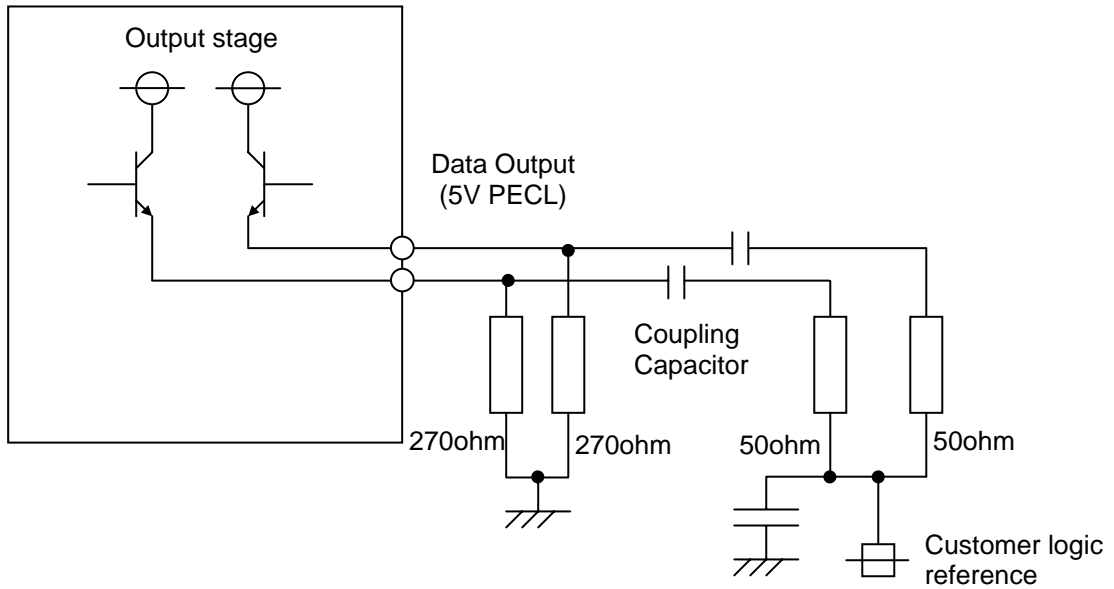 Output stage
Data Output
(5V PECL)
Coupling
Capacitor
270ohm
270ohm
50ohm
50ohm
Customer logic
reference